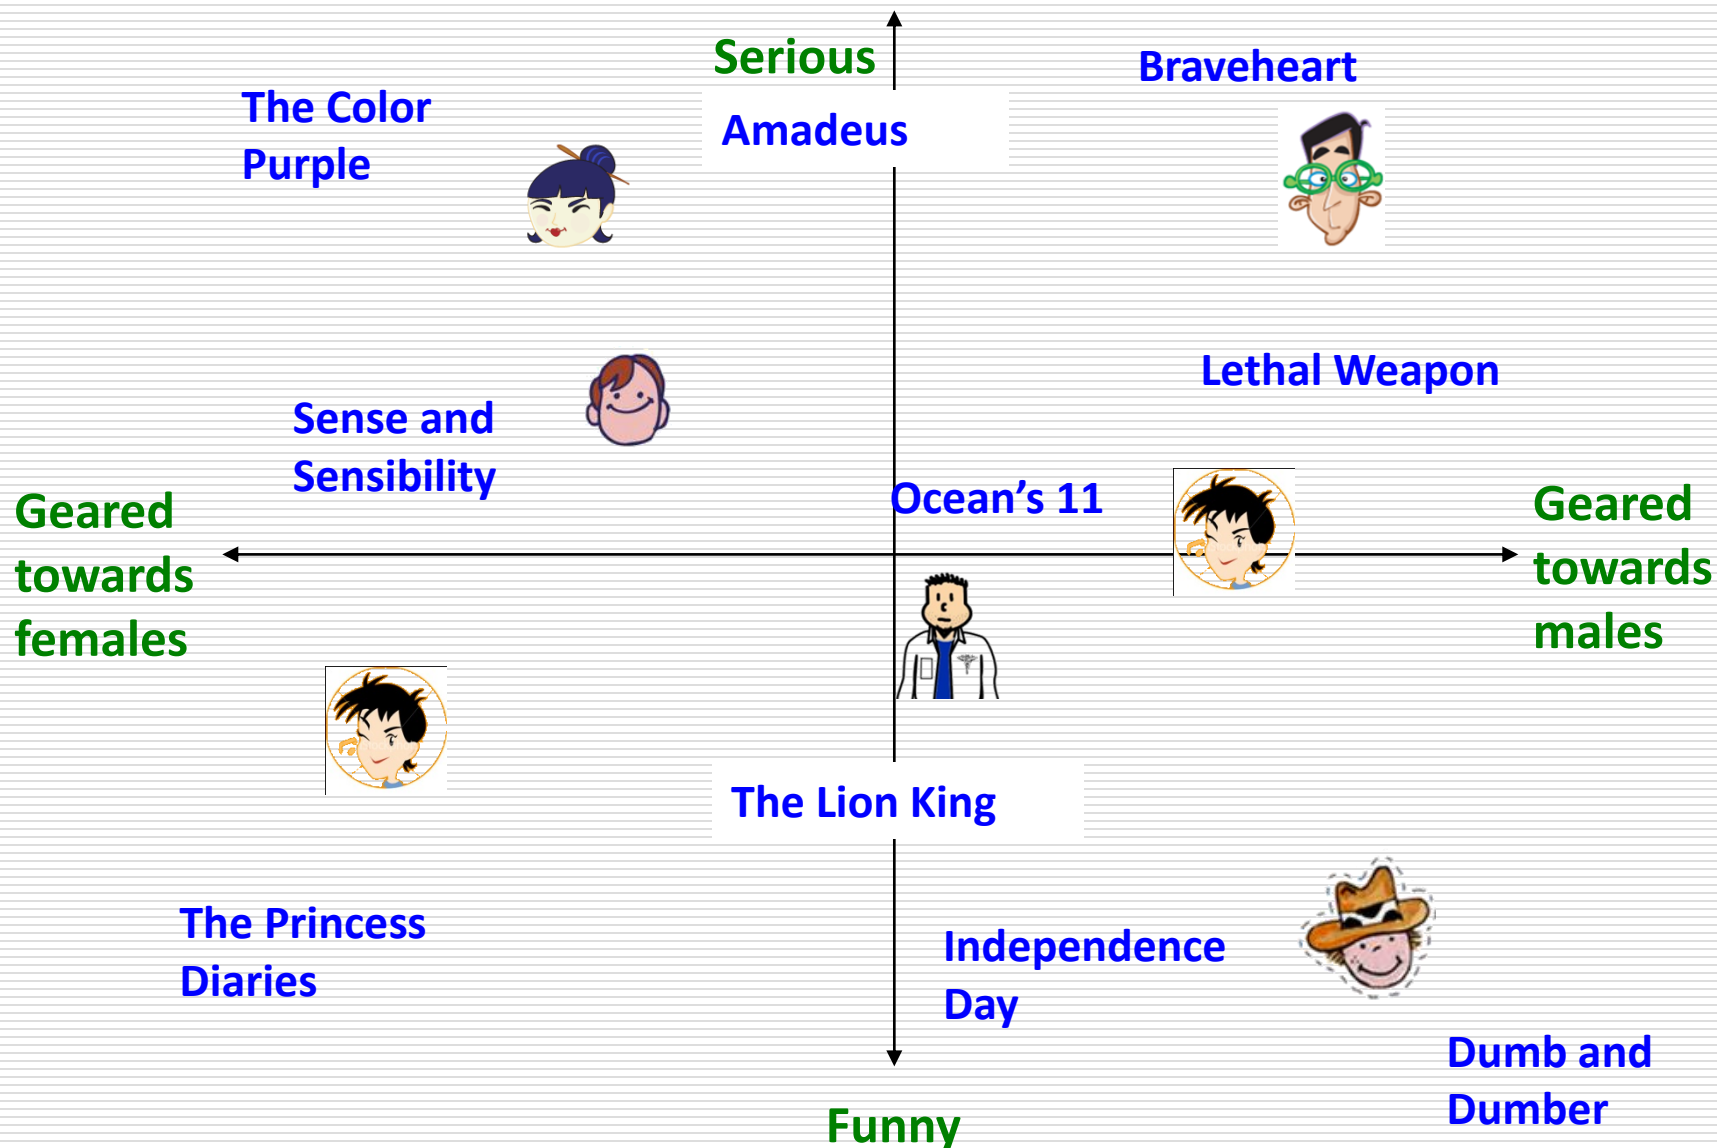 Serious
Braveheart
The Color
Purple
Amadeus
Lethal Weapon
Sense and
Sensibility
Ocean’s 11
Geared
towards
females
Geared
towards
males
The Lion King
The Princess
Diaries
Independence
Day
Dumb and
Dumber
Funny